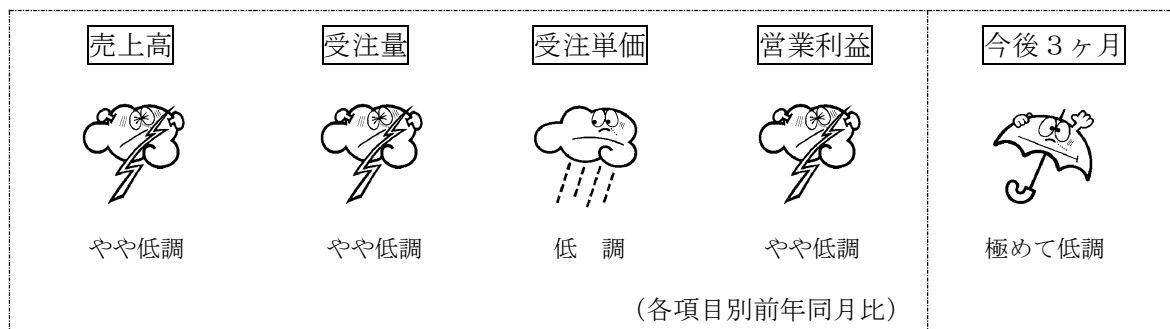 売上高 受注量 受注単価 営業利益 今後３ヶ月
やや低調 やや低調 低　調 やや低調 極めて低調
（各項目別前年同月比）